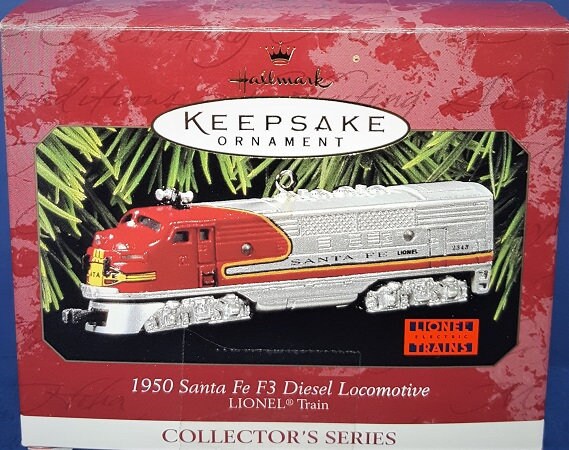 Hallmark
KEEPSAKE
ORNAMENT
SANTA FE LIONEL 2343
LIONEL
ELECTRIC
TRAINS
1950 Santa Fe F3 Diesel Locomotive
LIONEL® Train
COLLECTOR'S SERIES